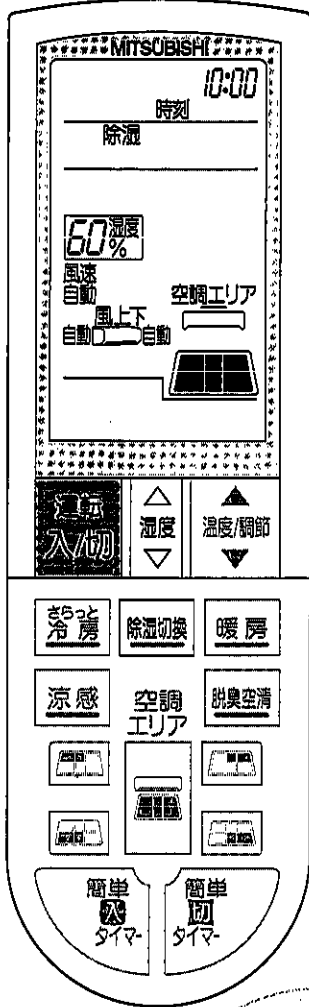 MITSUBISHI
10:00
時刻
除湿
60% 湿度
風速
自動
空調エリア
風上下
自動 自動
運転
入/切
△
湿度
▽
▲
温度/調節
▼
さらっと
冷房
除湿切換
暖房
涼感
空調
エリア
脱臭空清
簡単
入
タイマー
簡単
切
タイマー